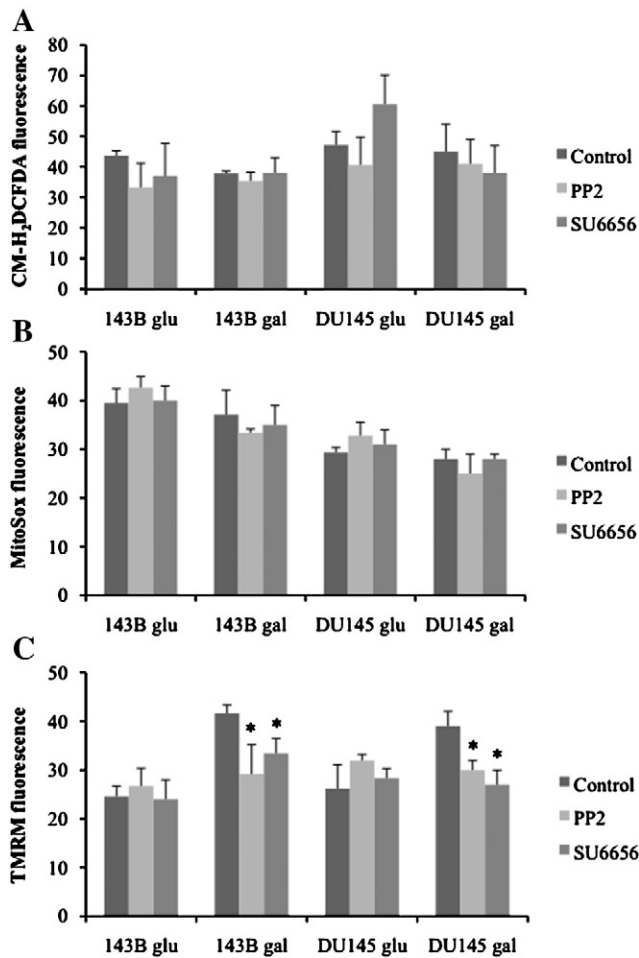 A
CM-H₂DCFDA fluorescence
80
70
60
50
40
30
20
10
0
143B glu 143B gal DU145 glu DU145 gal
Control
PP2
SU6656
B
MitoSox fluorescence
50
40
30
20
10
0
143B glu 143B gal DU145 glu DU145 gal
Control
PP2
SU6656
C
TMRM fluorescence
50
40
30
20
10
0
* * * *
143B glu 143B gal DU145 glu DU145 gal
Control
PP2
SU6656